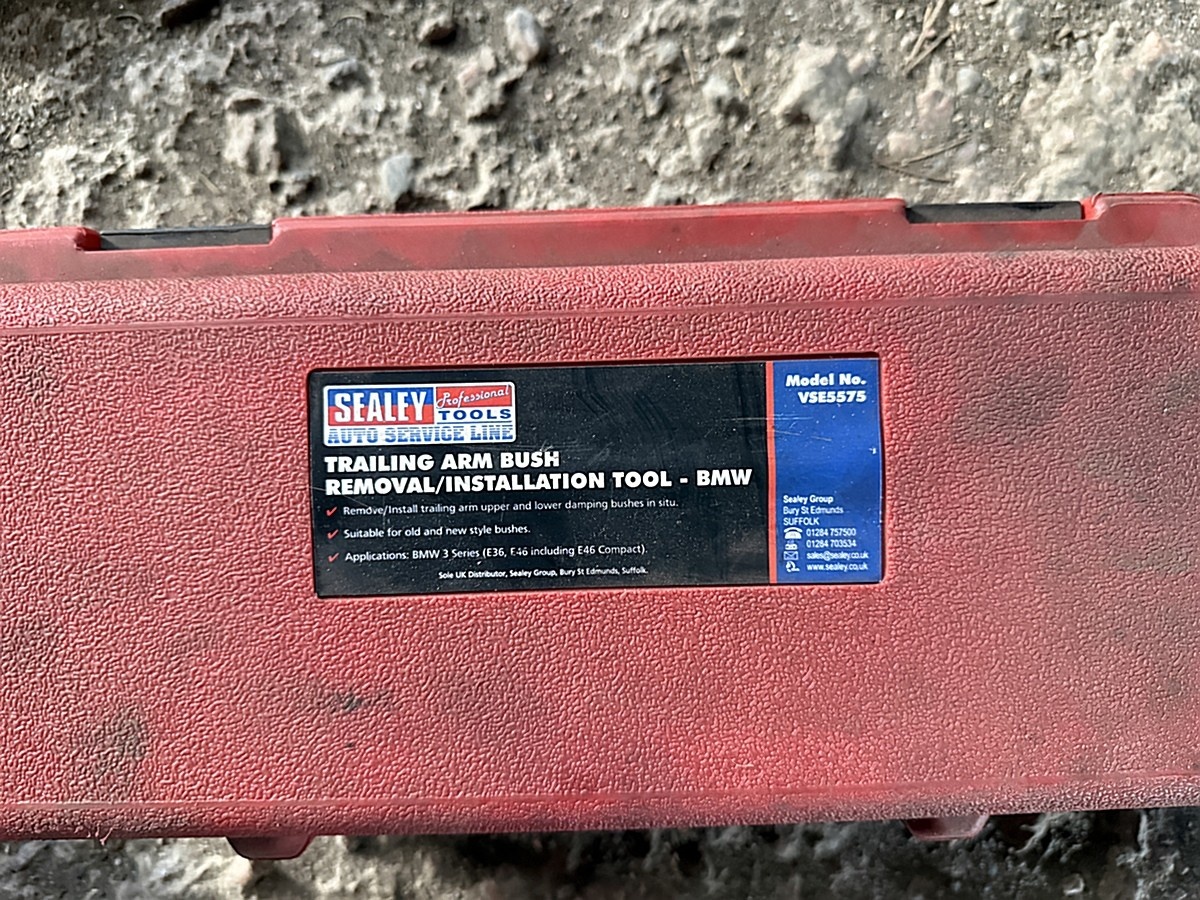 SEALEY Professional TOOLS
AUTO SERVICE LINE
TRAILING ARM BUSH
REMOVAL/INSTALLATION TOOL - BMW
Remove/Install trailing arm upper and lower damping bushes in situ.
Suitable for old and new style bushes.
Applications: BMW 3 Series (E36, E46 including E46 Compact).
Sole UK Distributor, Sealey Group, Bury St Edmunds, Suffolk.
Model No.
VSE5575
Sealey Group
Bury St Edmunds
SUFFOLK
01284 757500
01284 703534
sales@sealey.co.uk
www.sealey.co.uk